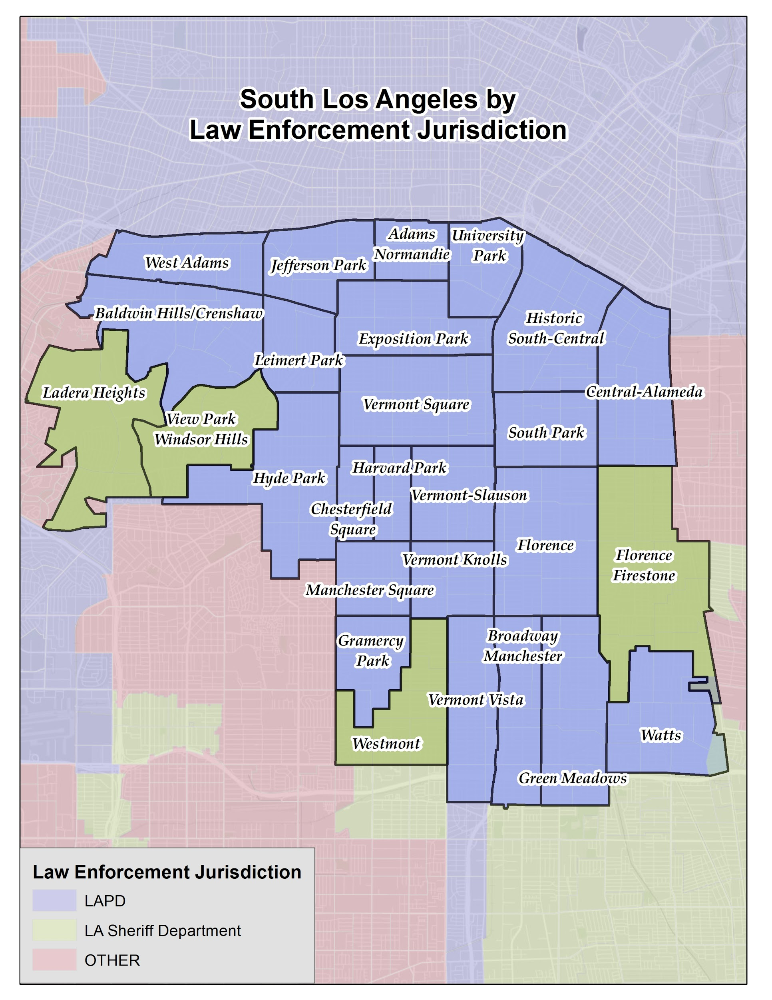 South Los Angeles by
Law Enforcement Jurisdiction
Adams
Normandie
University
Park
West Adams
Jefferson Park
Baldwin Hills/Crenshaw
Historic
South-Central
Exposition Park
Leimert Park
Ladera Heights
Central-Alameda
Vermont Square
View Park
Windsor Hills
South Park
Harvard Park
Hyde Park
Vermont-Slauson
Chesterfield
Square
Florence
Florence
Firestone
Vermont Knolls
Manchester Square
Gramercy
Park
Broadway
Manchester
Vermont Vista
Watts
Westmont
Green Meadows
Law Enforcement Jurisdiction
LAPD
LA Sheriff Department
OTHER